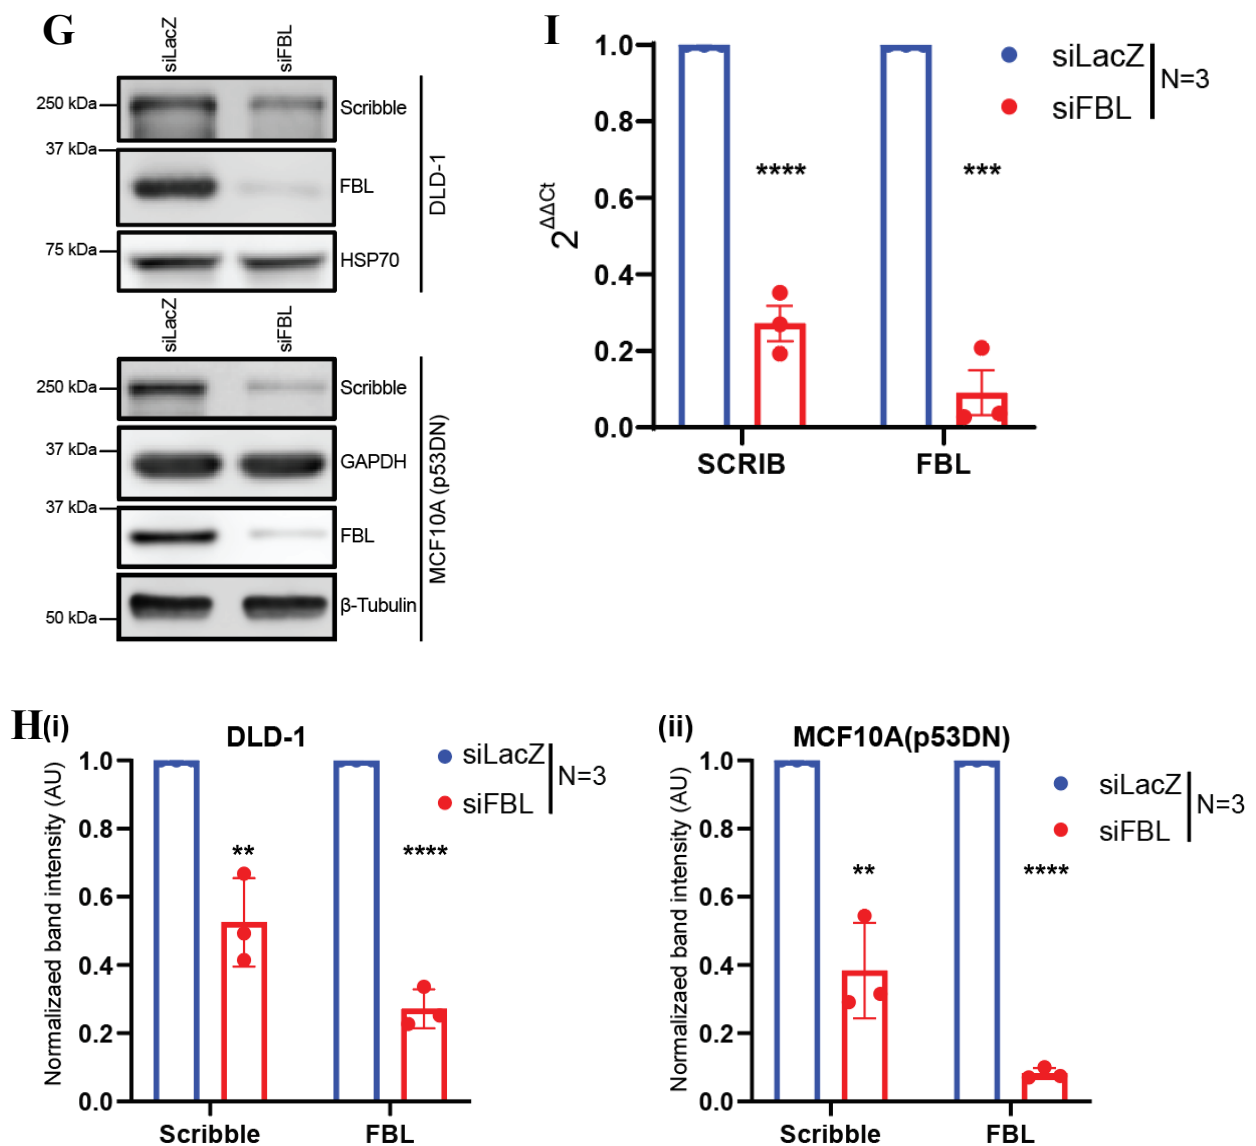 G
siLacZ
siFBL
250 kDa
Scribble
37 kDa
FBL
75 kDa
HSP70
DLD-1
siLacZ
siFBL
250 kDa
Scribble
37 kDa
GAPDH
37 kDa
FBL
50 kDa
β-Tubulin
MCF10A (p53DN)
I
2^ΔΔCt
1.0
0.8
0.6
0.4
0.2
0.0
****
***
SCRIB
FBL
siLacZ
siFBL
N=3
H(i)
DLD-1
Normalizaed band intensity (AU)
1.0
0.8
0.6
0.4
0.2
0.0
**
****
Scribble
FBL
siLacZ
siFBL
N=3
(ii)
MCF10A(p53DN)
Normalizaed band intensity (AU)
1.0
0.8
0.6
0.4
0.2
0.0
**
****
Scribble
FBL
siLacZ
siFBL
N=3